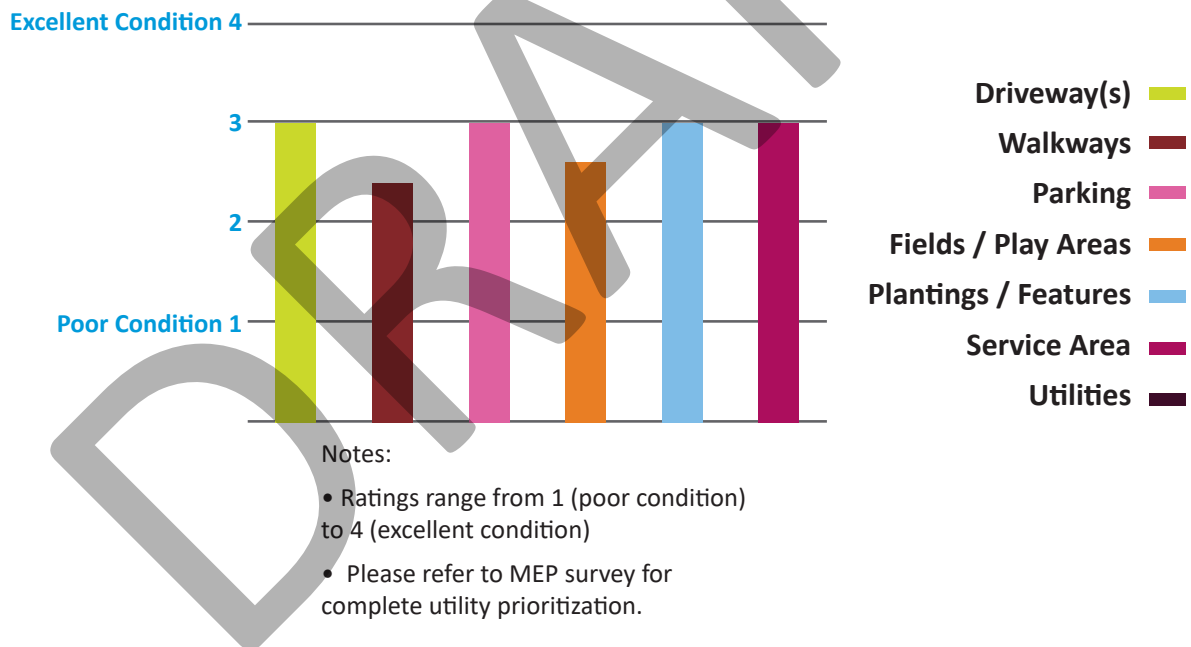 Excellent Condition 4
3
2
Poor Condition 1
Driveway(s)
Walkways
Parking
Fields / Play Areas
Plantings / Features
Service Area
Utilities
Notes:
• Ratings range from 1 (poor condition)
to 4 (excellent condition)
• Please refer to MEP survey for
complete utility prioritization.
DRA